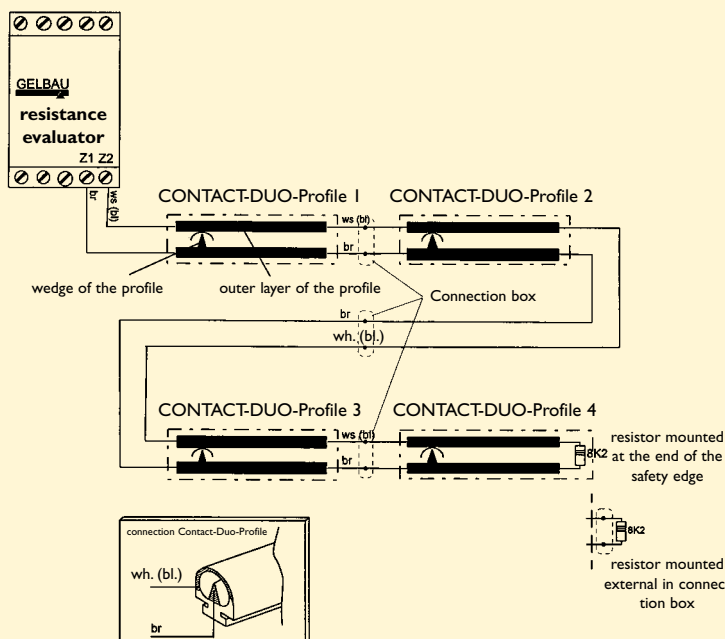 GELBAU
resistance
evaluator
Z1 Z2
br
ws (bl)
CONTACT-DUO-Profile 1
CONTACT-DUO-Profile 2
ws (bl)
br
wedge of the profile
outer layer of the profile
Connection box
br
wh. (bl.)
CONTACT-DUO-Profile 3
CONTACT-DUO-Profile 4
ws (bl)
br
8K2
resistor mounted
at the end of the
safety edge
8K2
resistor mounted
external in connec
tion box
connection Contact-Duo-Profile
wh. (bl.)
br